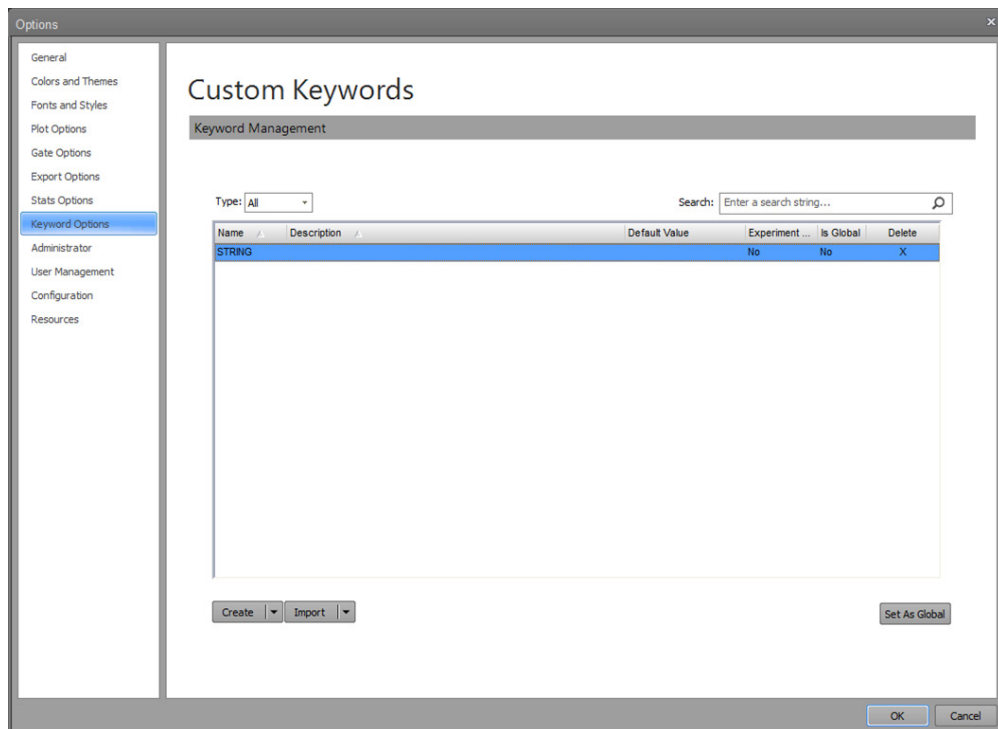 Options
General
Colors and Themes
Fonts and Styles
Plot Options
Gate Options
Export Options
Stats Options
Keyword Options
Administrator
User Management
Configuration
Resources
Custom Keywords
Keyword Management
Type: All Search: Enter a search string...
Name Description Default Value Experiment ... Is Global Delete
STRING No No X
Create Import Set As Global
OK Cancel